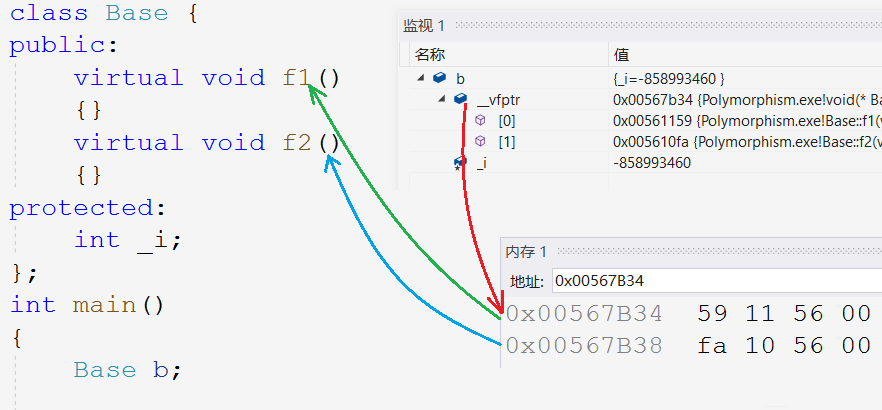 class Base {
public:
virtual void f1()
{}
virtual void f2()
{}
protected:
int _i;
};
int main()
{
Base b;
监视 1
名称 值
b {_i=-858993460 }
__vfptr 0x00567b34 {Polymorphism.exe!void(* Ba
[0] 0x00561159 {Polymorphism.exe!Base::f1(v
[1] 0x005610fa {Polymorphism.exe!Base::f2(v
_i -858993460
内存 1
地址: 0x00567B34
0x00567B34 59 11 56 00
0x00567B38 fa 10 56 00